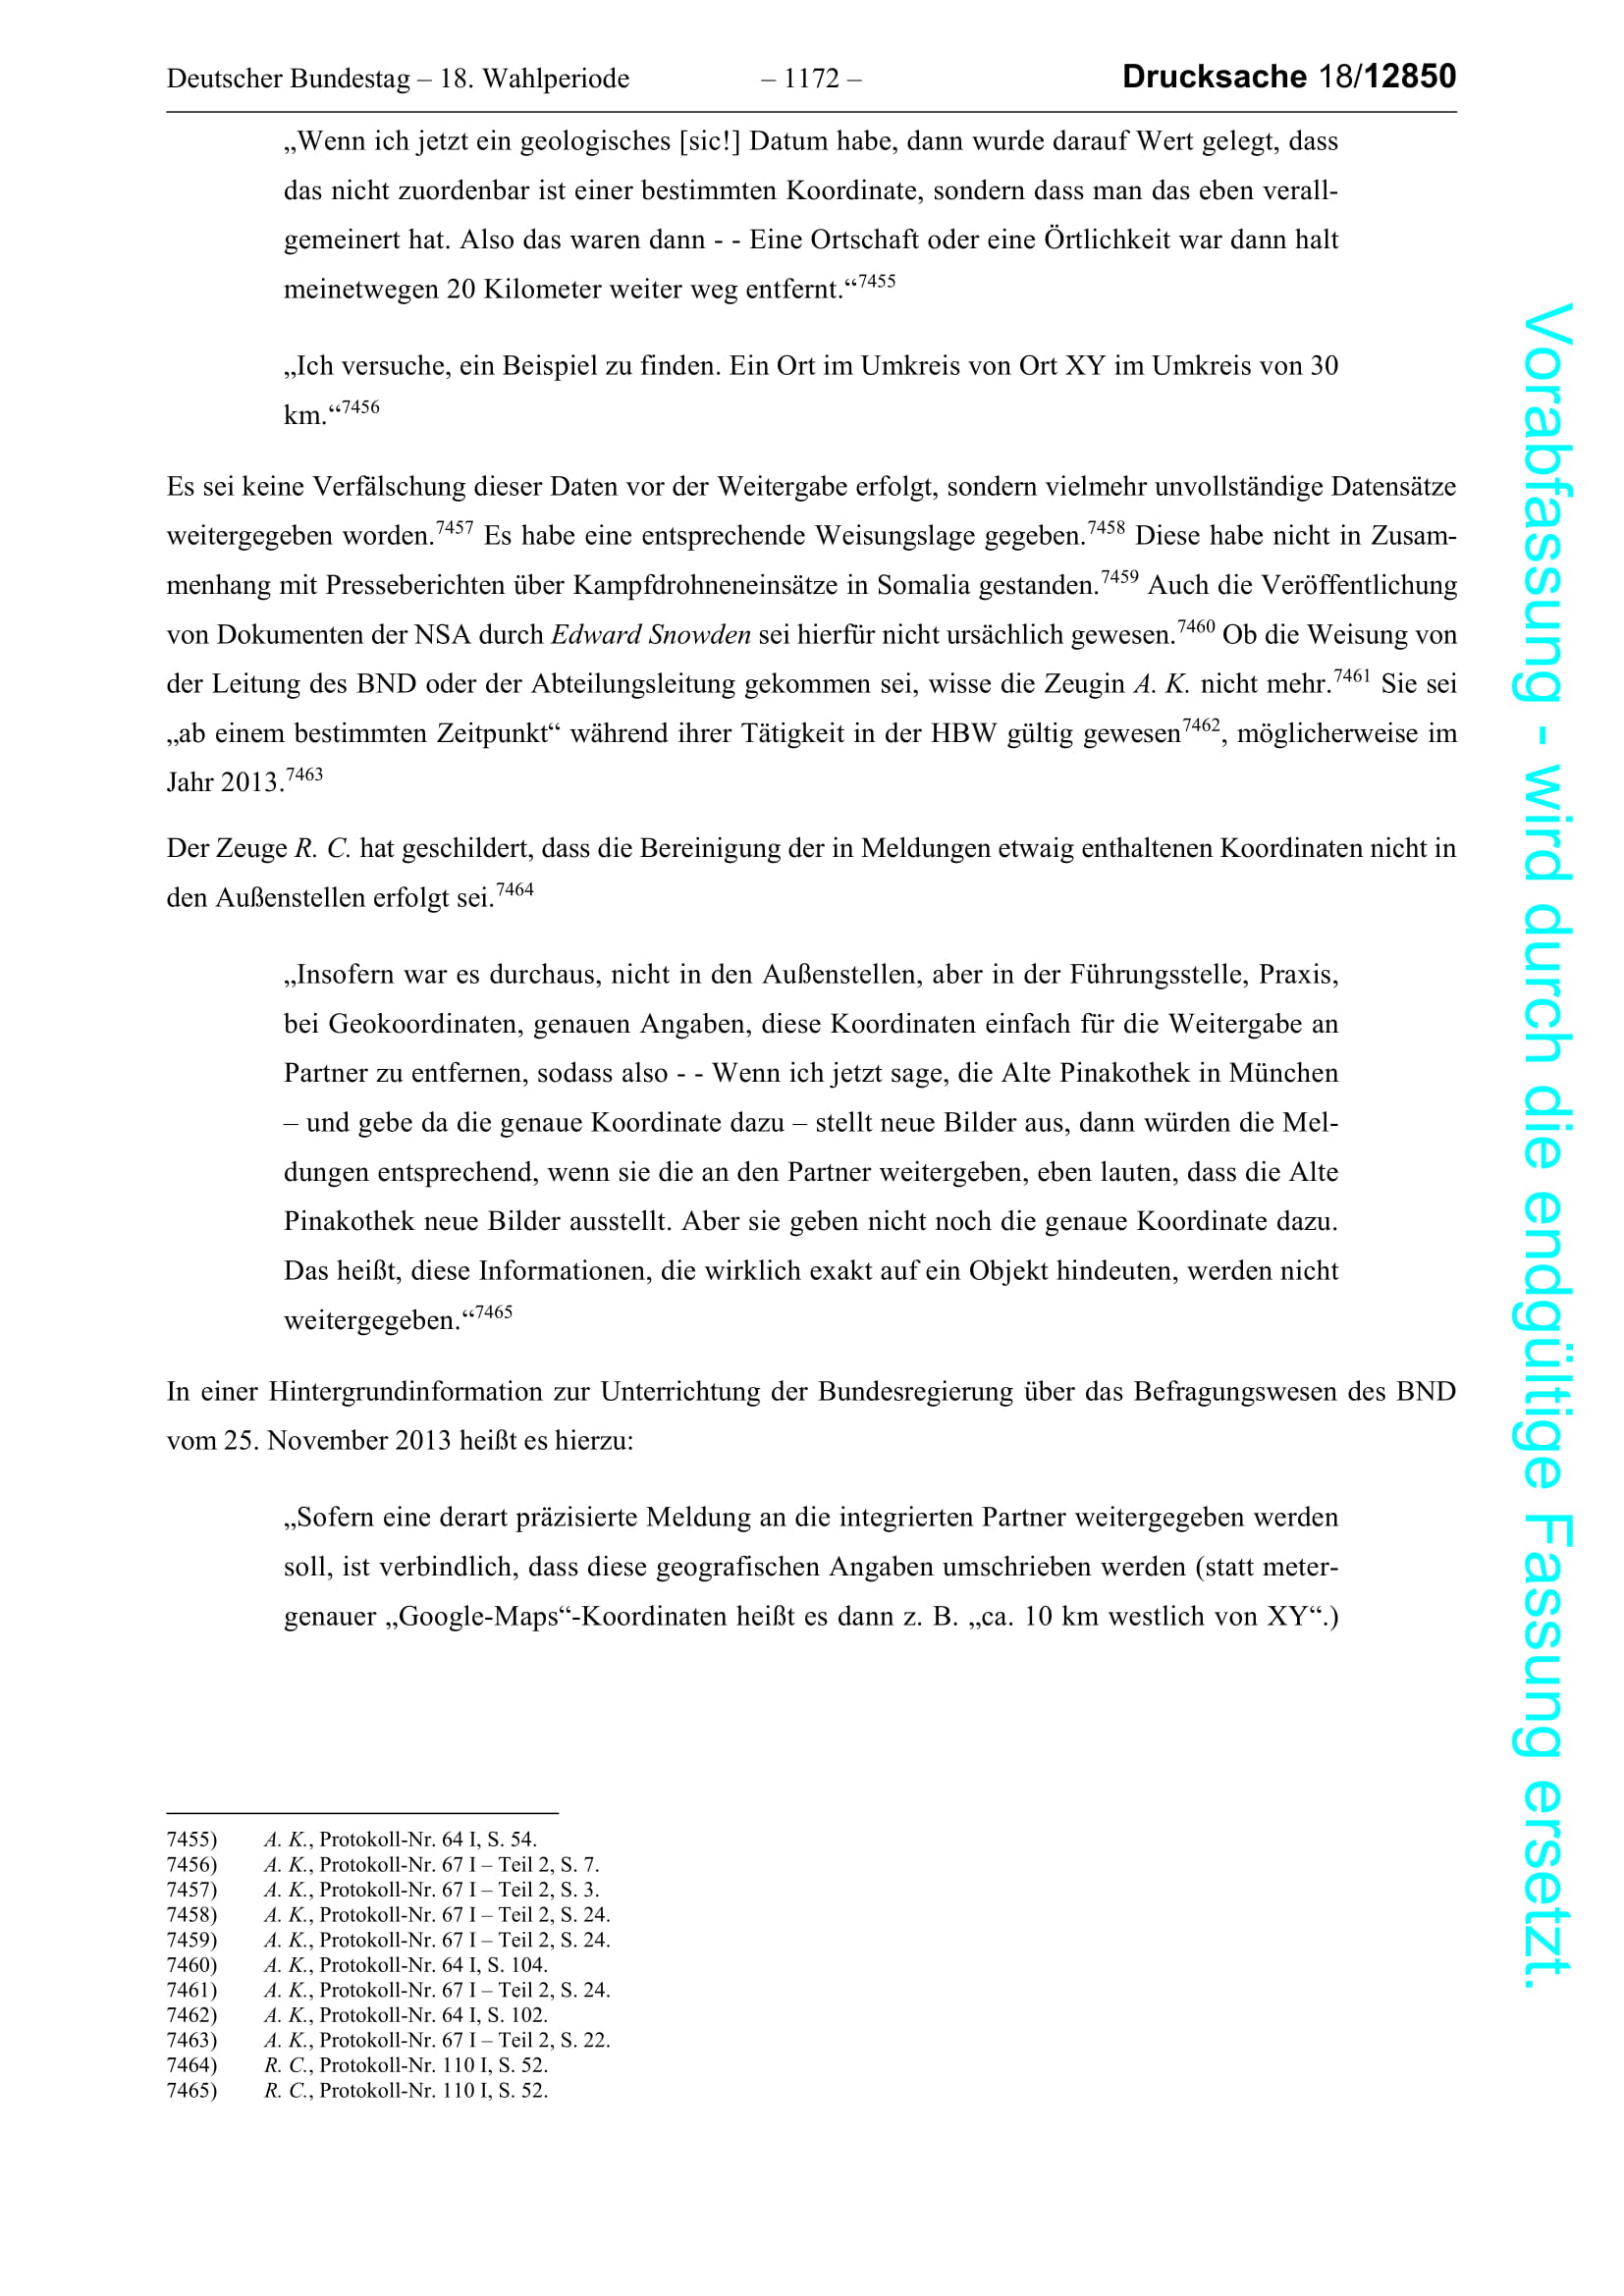 Deutscher Bundestag – 18. Wahlperiode – 1172 – Drucksache 18/12850
„Wenn ich jetzt ein geologisches [sic!] Datum habe, dann wurde darauf Wert gelegt, dass
das nicht zuordenbar ist einer bestimmten Koordinate, sondern dass man das eben verall-
gemeinert hat. Also das waren dann - - Eine Ortschaft oder eine Örtlichkeit war dann halt
meinetwegen 20 Kilometer weiter weg entfernt.“7455
„Ich versuche, ein Beispiel zu finden. Ein Ort im Umkreis von Ort XY im Umkreis von 30
km.“7456
Es sei keine Verfälschung dieser Daten vor der Weitergabe erfolgt, sondern vielmehr unvollständige Datensätze
weitergegeben worden.7457 Es habe eine entsprechende Weisungslage gegeben.7458 Diese habe nicht in Zusam-
menhang mit Presseberichten über Kampfdrohneneinsätze in Somalia gestanden.7459 Auch die Veröffentlichung
von Dokumenten der NSA durch Edward Snowden sei hierfür nicht ursächlich gewesen.7460 Ob die Weisung von
der Leitung des BND oder der Abteilungsleitung gekommen sei, wisse die Zeugin A. K. nicht mehr.7461 Sie sei
„ab einem bestimmten Zeitpunkt“ während ihrer Tätigkeit in der HBW gültig gewesen7462, möglicherweise im
Jahr 2013.7463
Der Zeuge R. C. hat geschildert, dass die Bereinigung der in Meldungen etwaig enthaltenen Koordinaten nicht in
den Außenstellen erfolgt sei.7464
„Insofern war es durchaus, nicht in den Außenstellen, aber in der Führungsstelle, Praxis,
bei Geokoordinaten, genauen Angaben, diese Koordinaten einfach für die Weitergabe an
Partner zu entfernen, sodass also - - Wenn ich jetzt sage, die Alte Pinakothek in München
– und gebe da die genaue Koordinate dazu – stellt neue Bilder aus, dann würden die Mel-
dungen entsprechend, wenn sie die an den Partner weitergeben, eben lauten, dass die Alte
Pinakothek neue Bilder ausstellt. Aber sie geben nicht noch die genaue Koordinate dazu.
Das heißt, diese Informationen, die wirklich exakt auf ein Objekt hindeuten, werden nicht
weitergegeben.“7465
In einer Hintergrundinformation zur Unterrichtung der Bundesregierung über das Befragungswesen des BND
vom 25. November 2013 heißt es hierzu:
„Sofern eine derart präzisierte Meldung an die integrierten Partner weitergegeben werden
soll, ist verbindlich, dass diese geografischen Angaben umschrieben werden (statt meter-
genauer „Google-Maps“-Koordinaten heißt es dann z. B. „ca. 10 km westlich von XY“.)
7455) A. K., Protokoll-Nr. 64 I, S. 54.
7456) A. K., Protokoll-Nr. 67 I – Teil 2, S. 7.
7457) A. K., Protokoll-Nr. 67 I – Teil 2, S. 3.
7458) A. K., Protokoll-Nr. 67 I – Teil 2, S. 24.
7459) A. K., Protokoll-Nr. 67 I – Teil 2, S. 24.
7460) A. K., Protokoll-Nr. 64 I, S. 104.
7461) A. K., Protokoll-Nr. 67 I – Teil 2, S. 24.
7462) A. K., Protokoll-Nr. 64 I, S. 102.
7463) A. K., Protokoll-Nr. 67 I – Teil 2, S. 22.
7464) R. C., Protokoll-Nr. 110 I, S. 52.
7465) R. C., Protokoll-Nr. 110 I, S. 52.
Vorabfassung - wird durch die endgültige Fassung ersetzt.